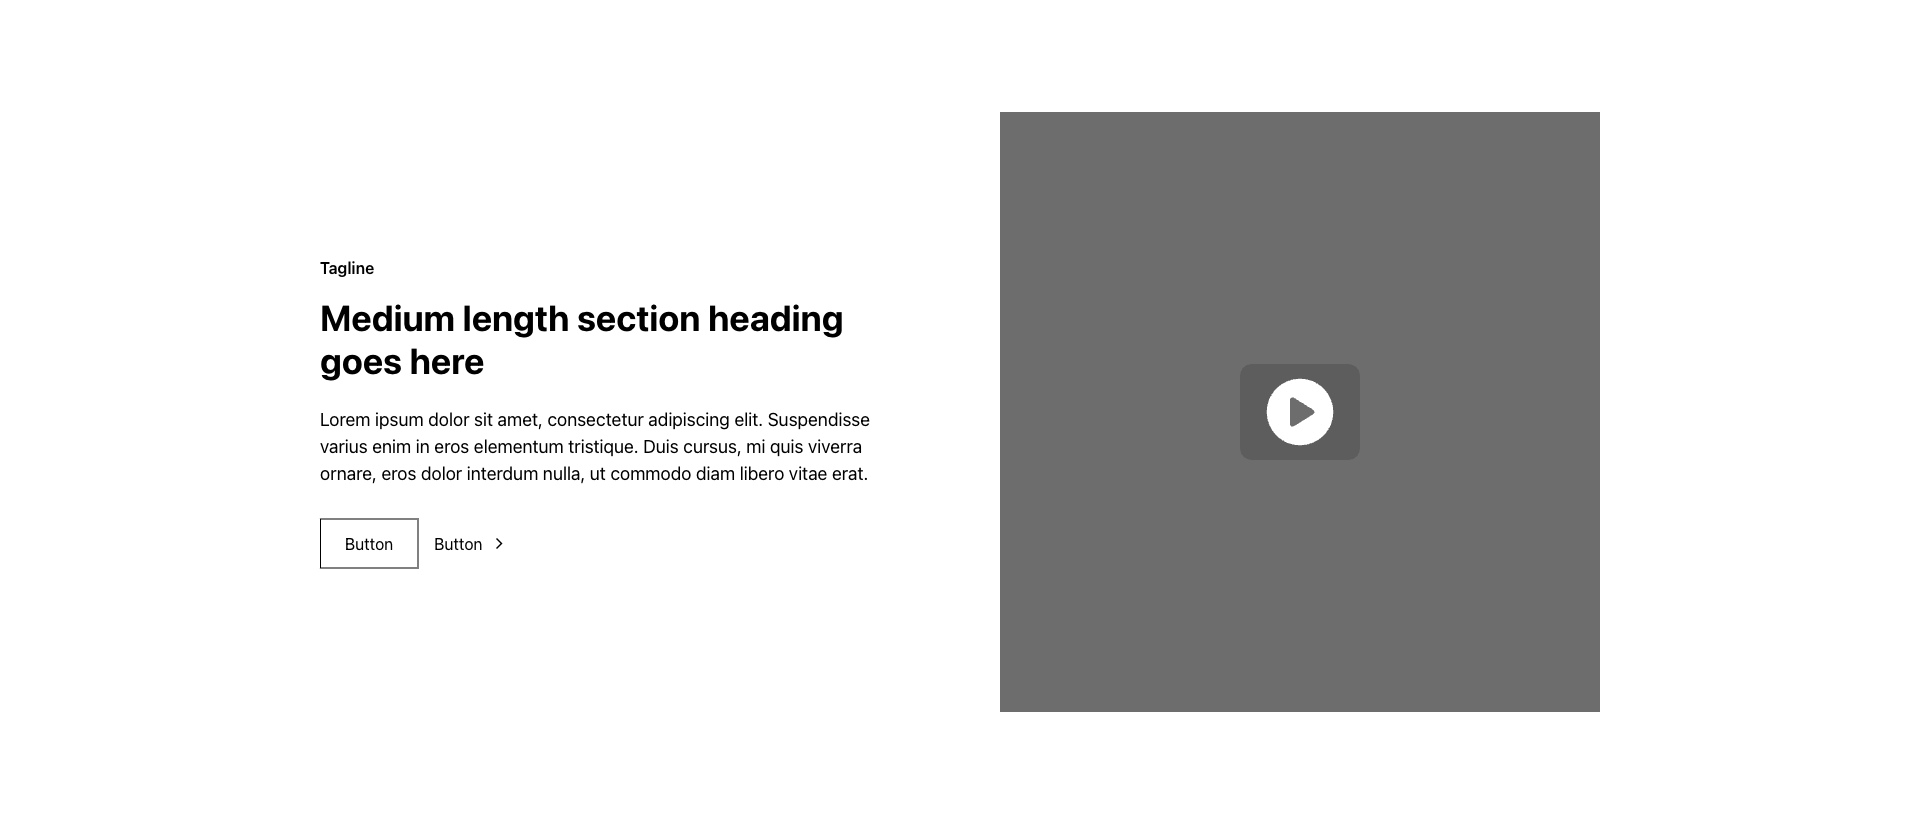 Tagline
Medium length section heading
goes here
Lorem ipsum dolor sit amet, consectetur adipiscing elit. Suspendisse
varius enim in eros elementum tristique. Duis cursus, mi quis viverra
ornare, eros dolor interdum nulla, ut commodo diam libero vitae erat.
Button Button